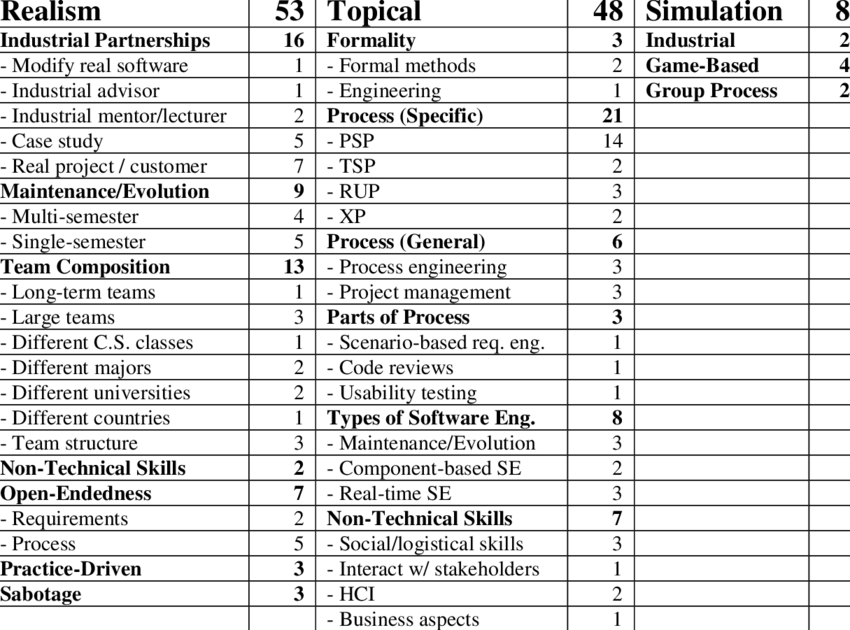 Realism 53 Topical 48 Simulation 8
Industrial Partnerships 16 Formality 3 Industrial 2
- Modify real software 1 - Formal methods 2 Game-Based 4
- Industrial advisor 1 - Engineering 1 Group Process 2
- Industrial mentor/lecturer 2 Process (Specific) 21
- Case study 5 - PSP 14
- Real project / customer 7 - TSP 2
Maintenance/Evolution 9 - RUP 3
- Multi-semester 4 - XP 2
- Single-semester 5 Process (General) 6
Team Composition 13 - Process engineering 3
- Long-term teams 1 - Project management 3
- Large teams 3 Parts of Process 3
- Different C.S. classes 1 - Scenario-based req. eng. 1
- Different majors 2 - Code reviews 1
- Different universities 2 - Usability testing 1
- Different countries 1 Types of Software Eng. 8
- Team structure 3 - Maintenance/Evolution 3
Non-Technical Skills 2 - Component-based SE 2
Open-Endedness 7 - Real-time SE 3
- Requirements 2 Non-Technical Skills 7
- Process 5 - Social/logistical skills 3
Practice-Driven 3 - Interact w/ stakeholders 1
Sabotage 3 - HCI 2
- Business aspects 1